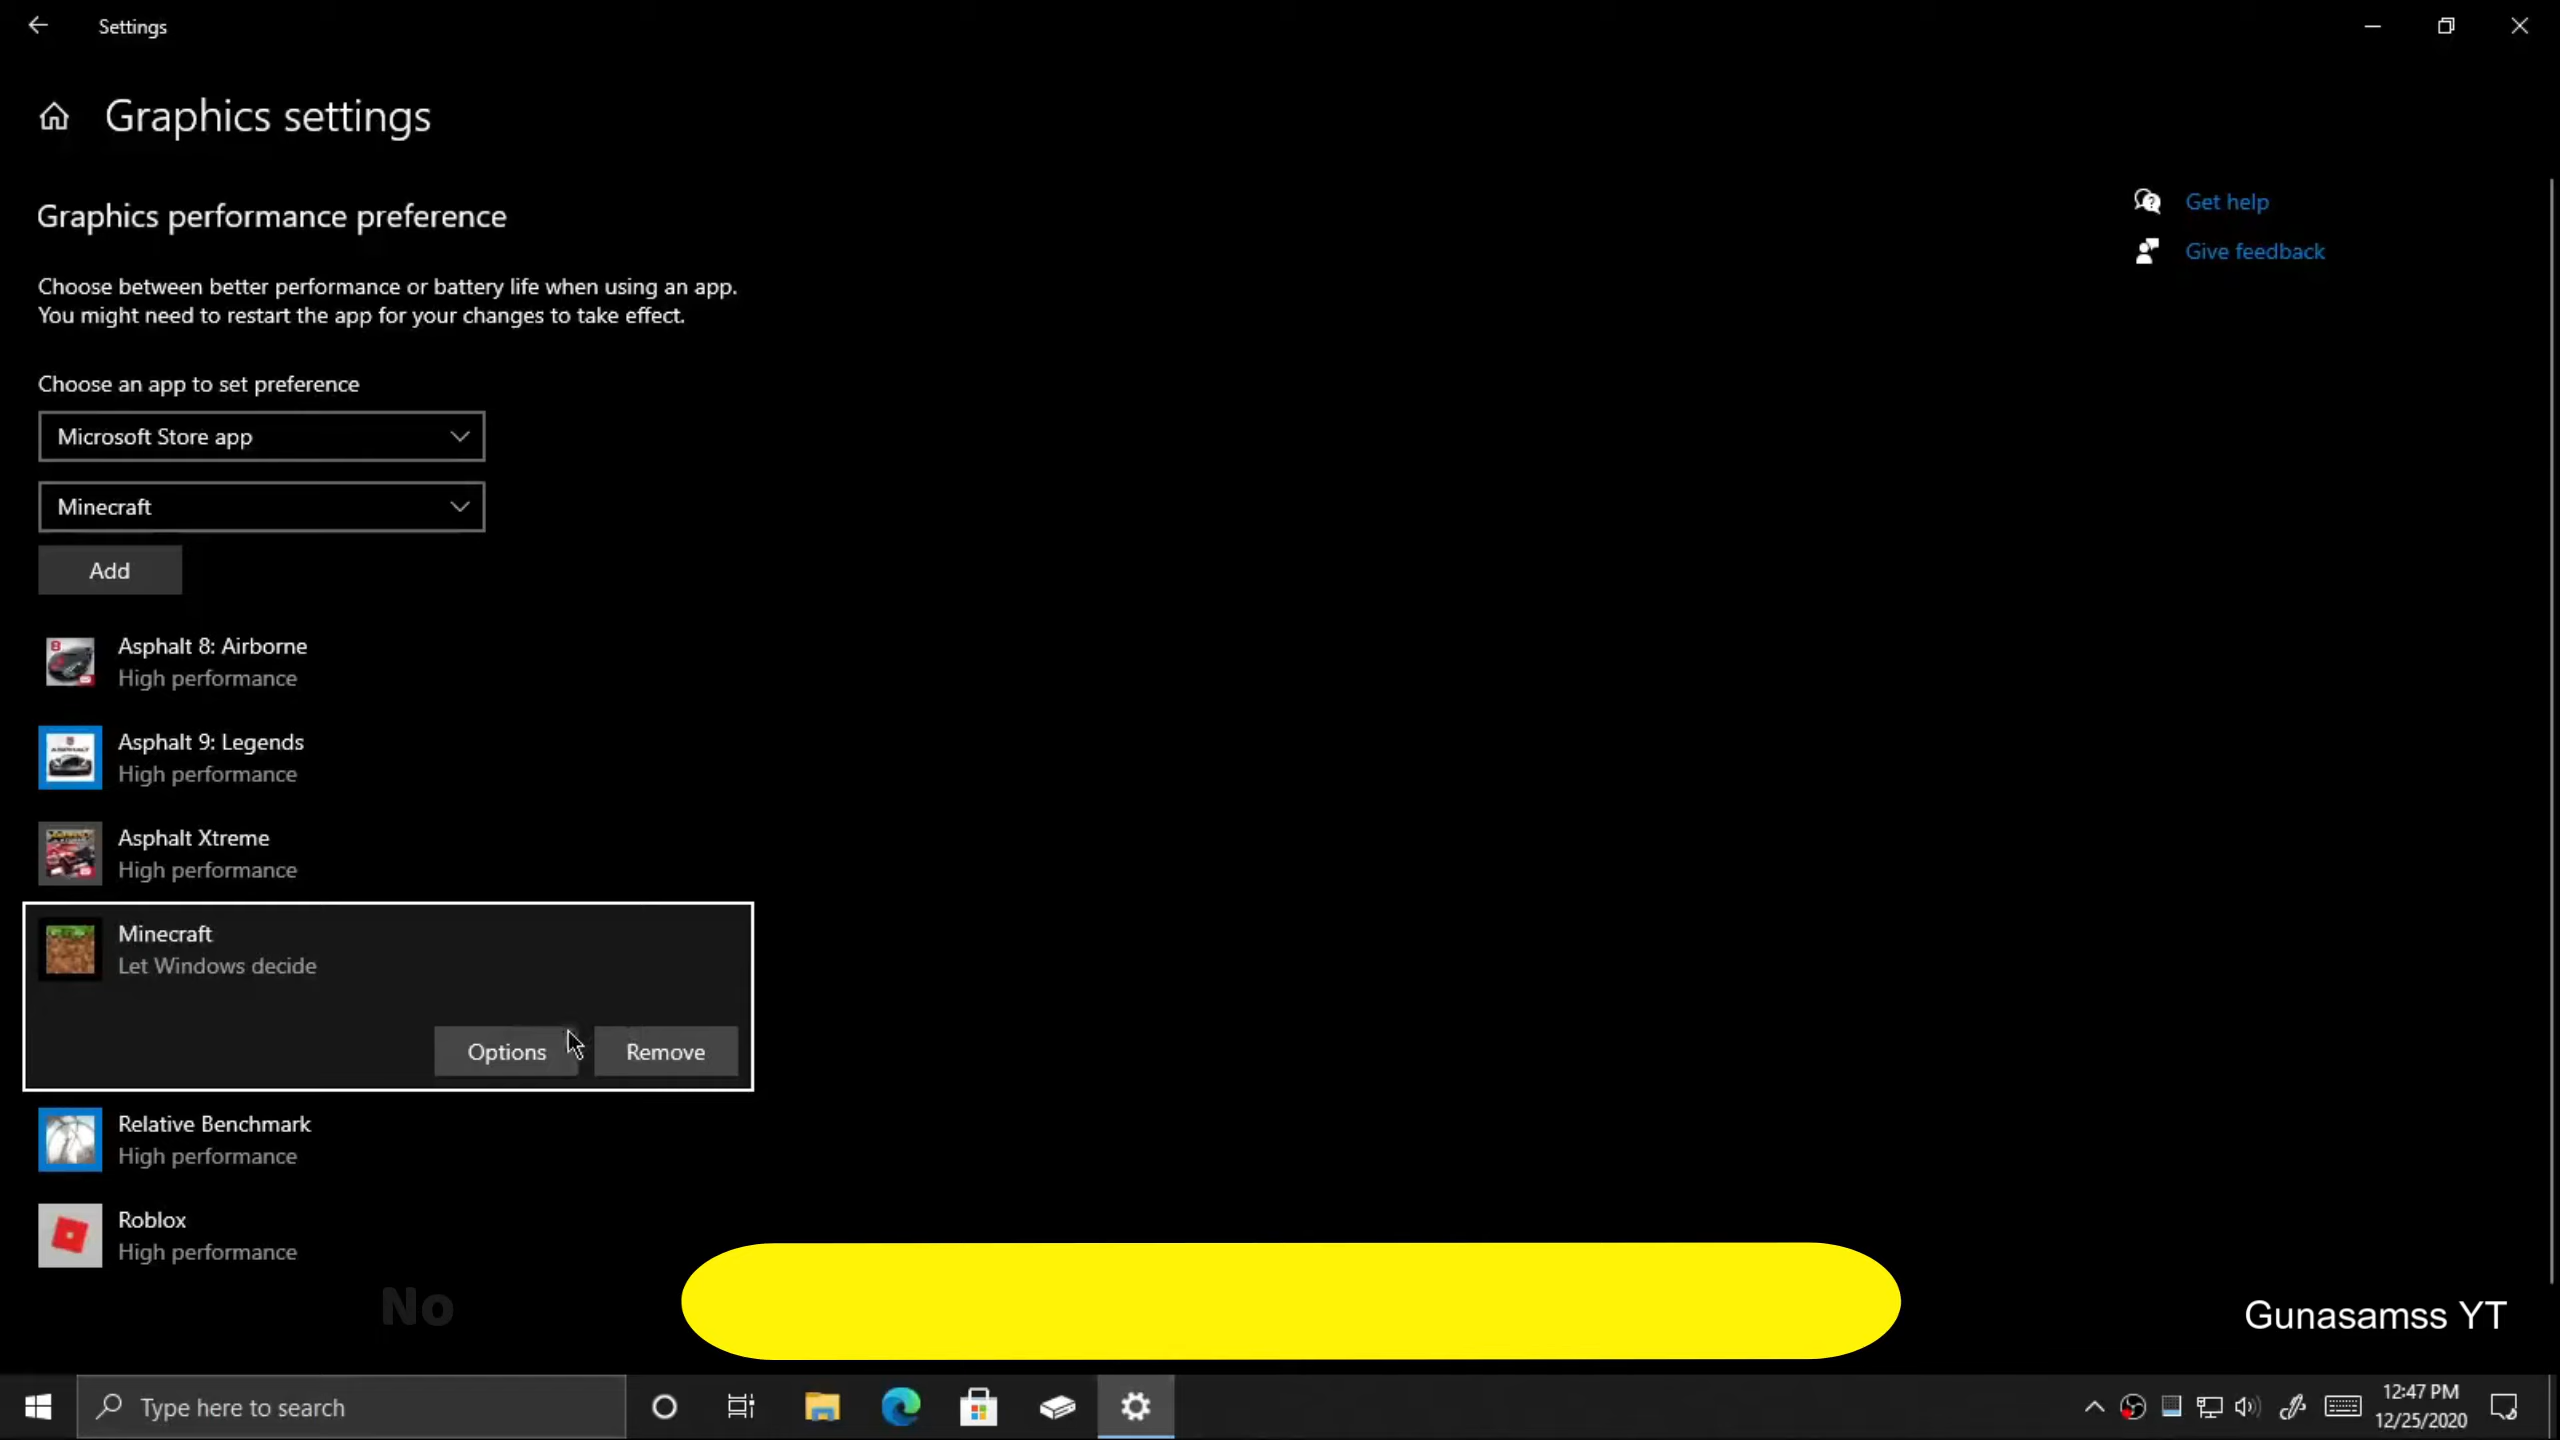 Settings
Graphics settings
Graphics performance preference
Choose between better performance or battery life when using an app.
You might need to restart the app for your changes to take effect.
Choose an app to set preference
Microsoft Store app
Minecraft
Add
Asphalt 8: Airborne
High performance
Asphalt 9: Legends
High performance
Asphalt Xtreme
High performance
Minecraft
Let Windows decide
Options
Remove
Relative Benchmark
High performance
Roblox
High performance
Get help
Give feedback
No
Gunasamss YT
Type here to search
12:47 PM
12/25/2020